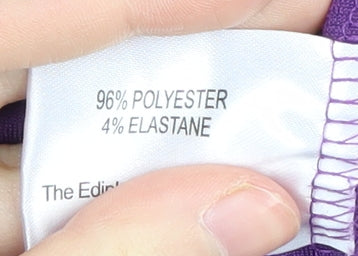 96% POLYESTER
4% ELASTANE
The